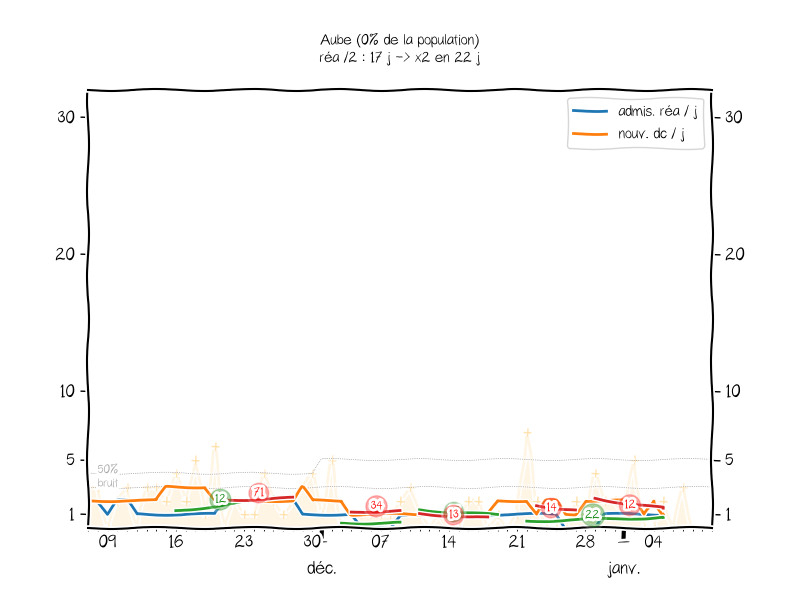 Aube (0% de la population)
réa /2 : 17 j -> x2 en 22 j
30 30
admis. réa / j
nouv. dc / j
20 20
10 10
5 5
50%
bruit
71
12
34
13
14
22
12
1 1
09 16 23 30 07 14 21 28 04
déc. janv.